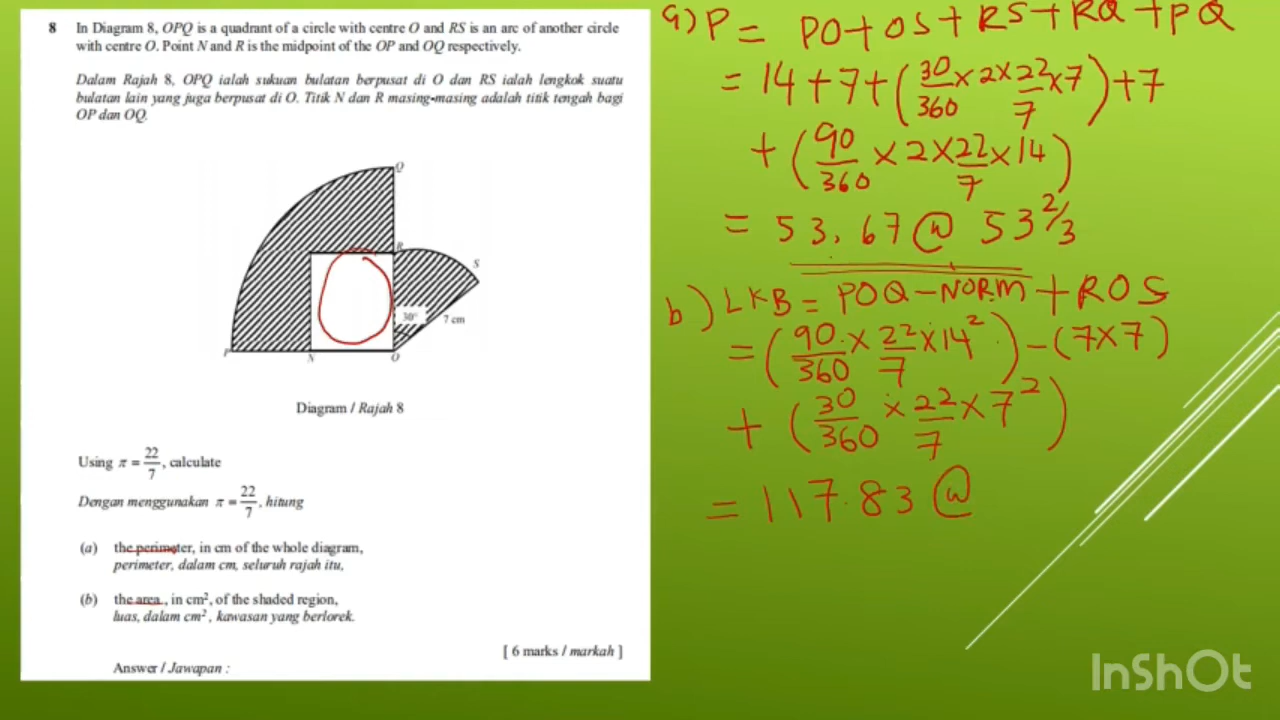 8 In Diagram 8, OPQ is a quadrant of a circle with centre O and RS is an arc of another circle
with centre O. Point N and R is the midpoint of the OP and OQ respectively.
Dalam Rajah 8, OPQ ialah sukuan bulatan berpusat di O dan RS ialah lengkok suatu
bulatan lain yang juga berpusat di O. Titik N dan R masing-masing adalah titik tengah bagi
OP dan OQ.
Q
R
S
30°
7 cm
P
N
O
Diagram / Rajah 8
Using π = 22/7, calculate
Dengan menggunakan π = 22/7, hitung
(a) the perimeter, in cm of the whole diagram,
perimeter, dalam cm, seluruh rajah itu,
(b) the area, in cm², of the shaded region,
luas, dalam cm², kawasan yang berlorek.
[ 6 marks / markah ]
Answer / Jawapan :
a) P = PO + OS + RS + RQ + PQ
= 14 + 7 + (30/360 × 2 × 22/7 × 7) + 7
+ (90/360 × 2 × 22/7 × 14)
= 53.67 @ 53 2/3
b) LKB = POQ - NORM + ROS
= (90/360 × 22/7 × 14²) - (7 × 7)
+ (30/360 × 22/7 × 7²)
= 117.83 @
InShOt